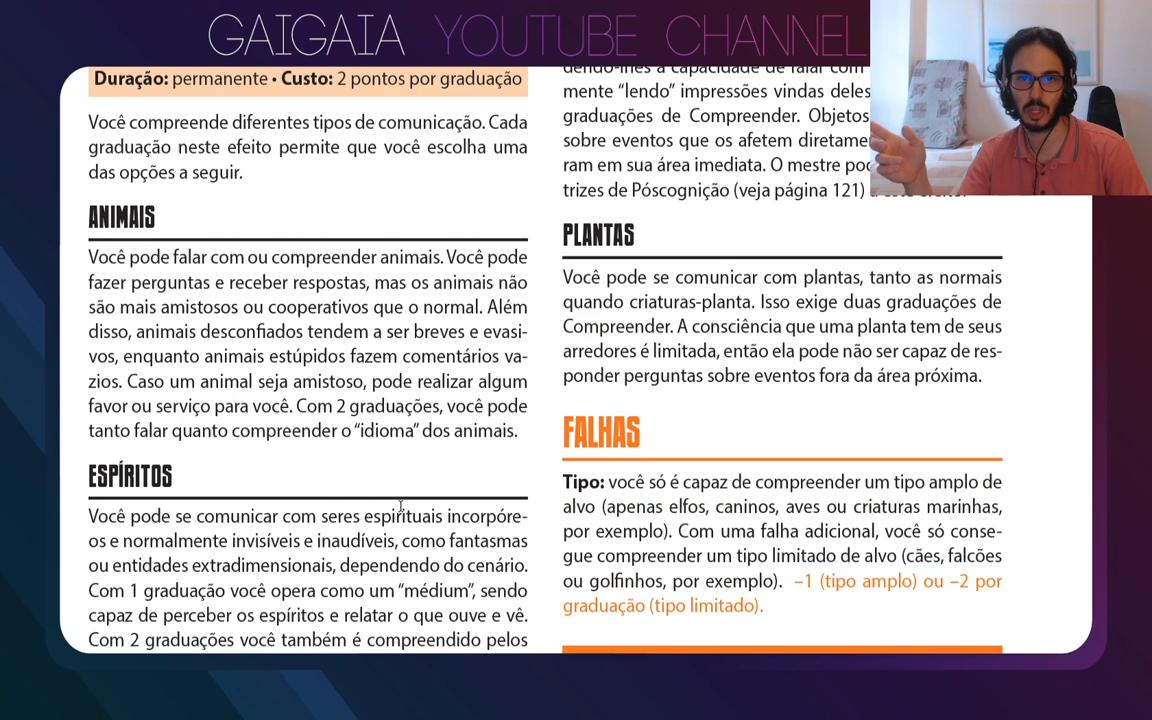 GAIGAIA YOUTUBE CHANNEL
Duração: permanente • Custo: 2 pontos por graduação
Você compreende diferentes tipos de comunicação. Cada
graduação neste efeito permite que você escolha uma
das opções a seguir.
ANIMAIS
Você pode falar com ou compreender animais. Você pode
fazer perguntas e receber respostas, mas os animais não
são mais amistosos ou cooperativos que o normal. Além
disso, animais desconfiados tendem a ser breves e evasi-
vos, enquanto animais estúpidos fazem comentários va-
zios. Caso um animal seja amistoso, pode realizar algum
favor ou serviço para você. Com 2 graduações, você pode
tanto falar quanto compreender o “idioma” dos animais.
ESPÍRITOS
Você pode se comunicar com seres espirituais incorpóre-
os e normalmente invisíveis e inaudíveis, como fantasmas
ou entidades extradimensionais, dependendo do cenário.
Com 1 graduação você opera como um “médium”, sendo
capaz de perceber os espíritos e relatar o que ouve e vê.
Com 2 graduações você também é compreendido pelos
dendo-lhes a capacidade de falar com
mente “lendo” impressões vindas deles
graduações de Compreender. Objetos
sobre eventos que os afetem diretame
ram em sua área imediata. O mestre poc
trizes de Póscognição (veja página 121)
PLANTAS
Você pode se comunicar com plantas, tanto as normais
quando criaturas-planta. Isso exige duas graduações de
Compreender. A consciência que uma planta tem de seus
arredores é limitada, então ela pode não ser capaz de res-
ponder perguntas sobre eventos fora da área próxima.
FALHAS
Tipo: você só é capaz de compreender um tipo amplo de
alvo (apenas elfos, caninos, aves ou criaturas marinhas,
por exemplo). Com uma falha adicional, você só conse-
gue compreender um tipo limitado de alvo (cães, falcões
ou golfinhos, por exemplo). –1 (tipo amplo) ou –2 por
graduação (tipo limitado).